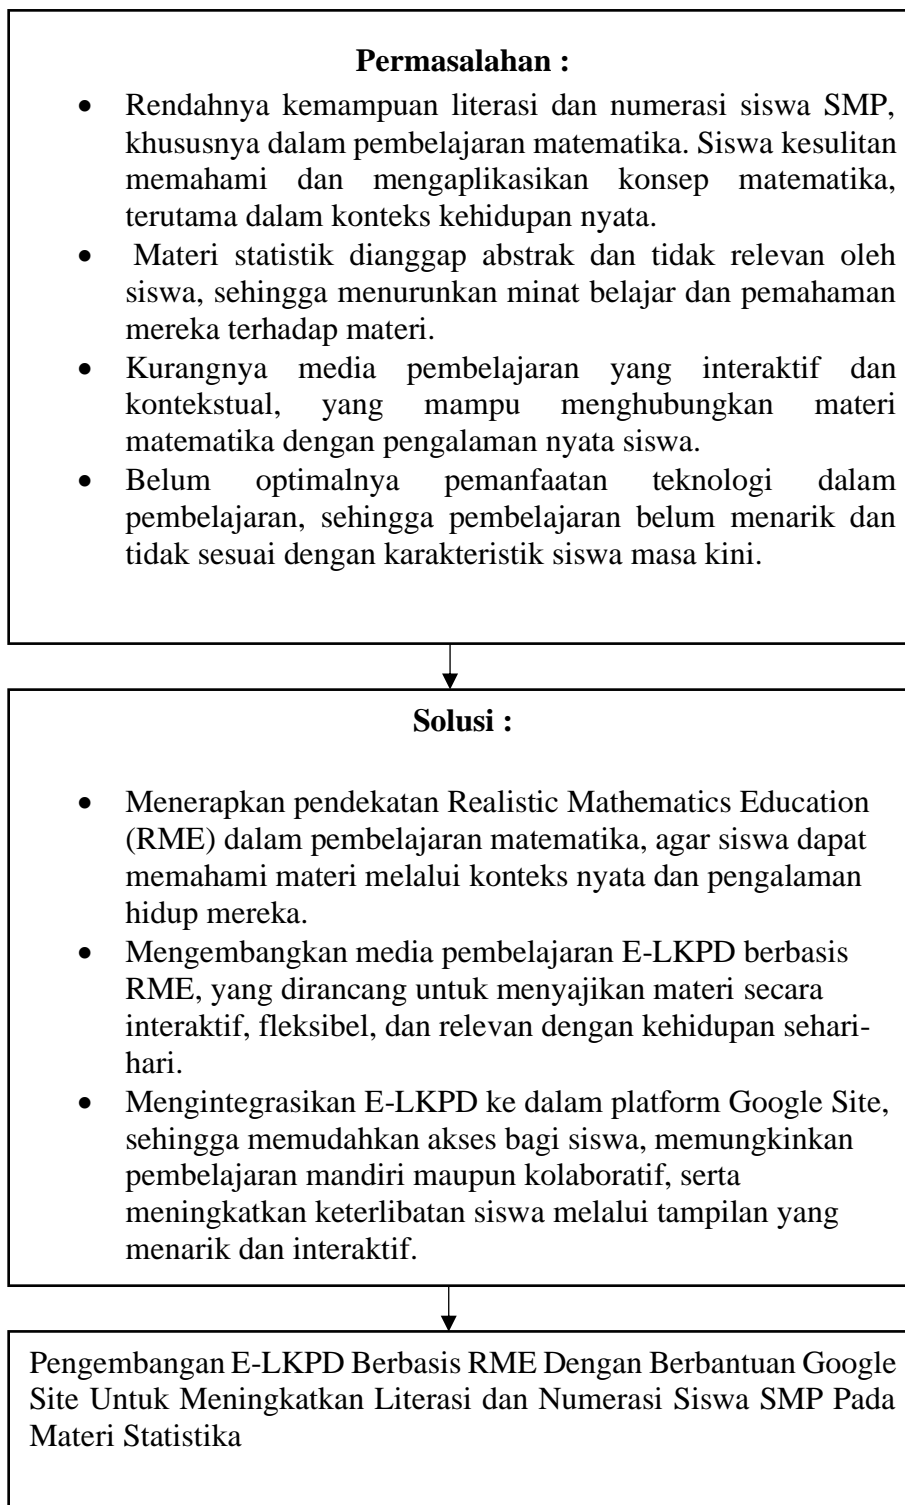 Permasalahan :
• Rendahnya kemampuan literasi dan numerasi siswa SMP,
khususnya dalam pembelajaran matematika. Siswa kesulitan
memahami dan mengaplikasikan konsep matematika,
terutama dalam konteks kehidupan nyata.
• Materi statistik dianggap abstrak dan tidak relevan oleh
siswa, sehingga menurunkan minat belajar dan pemahaman
mereka terhadap materi.
• Kurangnya media pembelajaran yang interaktif dan
kontekstual, yang mampu menghubungkan materi
matematika dengan pengalaman nyata siswa.
• Belum optimalnya pemanfaatan teknologi dalam
pembelajaran, sehingga pembelajaran belum menarik dan
tidak sesuai dengan karakteristik siswa masa kini.
Solusi :
• Menerapkan pendekatan Realistic Mathematics Education
(RME) dalam pembelajaran matematika, agar siswa dapat
memahami materi melalui konteks nyata dan pengalaman
hidup mereka.
• Mengembangkan media pembelajaran E-LKPD berbasis
RME, yang dirancang untuk menyajikan materi secara
interaktif, fleksibel, dan relevan dengan kehidupan sehari-
hari.
• Mengintegrasikan E-LKPD ke dalam platform Google Site,
sehingga memudahkan akses bagi siswa, memungkinkan
pembelajaran mandiri maupun kolaboratif, serta
meningkatkan keterlibatan siswa melalui tampilan yang
menarik dan interaktif.
Pengembangan E-LKPD Berbasis RME Dengan Berbantuan Google
Site Untuk Meningkatkan Literasi dan Numerasi Siswa SMP Pada
Materi Statistika